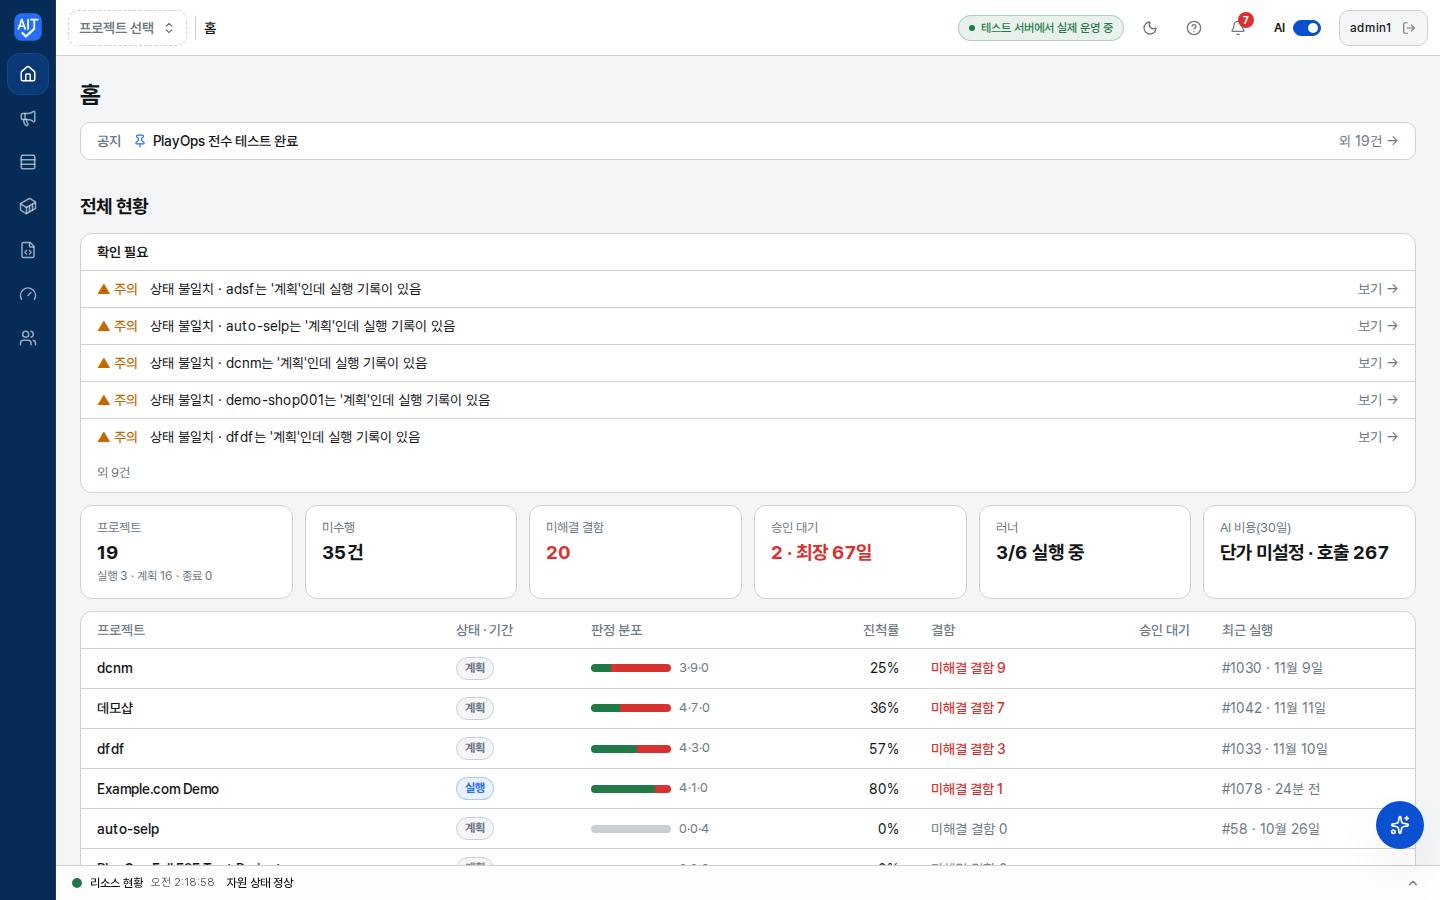 AIT
프로젝트 선택
홈
테스트 서버에서 실제 운영 중
7
AI
admin1
홈
공지 PlayOps 전수 테스트 완료 외 19건 →
전체 현황
확인 필요
주의 상태 불일치 · adsf는 '계획'인데 실행 기록이 있음 보기 →
주의 상태 불일치 · auto-selp는 '계획'인데 실행 기록이 있음 보기 →
주의 상태 불일치 · dcnm는 '계획'인데 실행 기록이 있음 보기 →
주의 상태 불일치 · demo-shop001는 '계획'인데 실행 기록이 있음 보기 →
주의 상태 불일치 · dfdf는 '계획'인데 실행 기록이 있음 보기 →
외 9건
프로젝트 미수행 미해결 결함 승인 대기 러너 AI 비용(30일)
19 35건 20 2 · 최장 67일 3/6 실행 중 단가 미설정 · 호출 267
실행 3 · 계획 16 · 종료 0
프로젝트 상태 · 기간 판정 분포 진척률 결함 승인 대기 최근 실행
dcnm 계획 3·9·0 25% 미해결 결함 9 #1030 · 11월 9일
데모샵 계획 4·7·0 36% 미해결 결함 7 #1042 · 11월 11일
dfdf 계획 4·3·0 57% 미해결 결함 3 #1033 · 11월 10일
Example.com Demo 실행 4·1·0 80% 미해결 결함 1 #1078 · 24분 전
auto-selp 계획 0·0·4 0% 미해결 결함 0 #58 · 10월 26일
리소스 현황 오전 2:18:58 자원 상태 정상